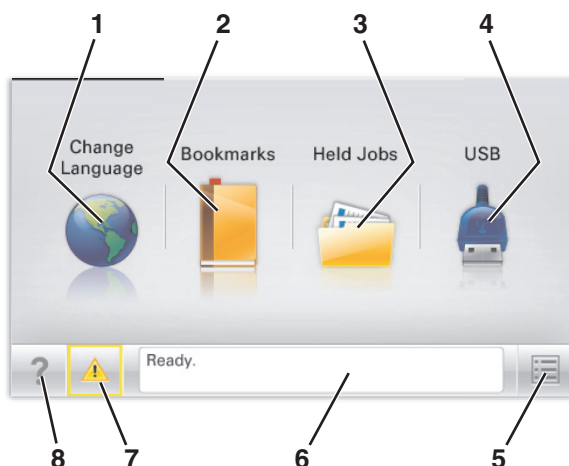 1 2 3 4
Change
Language
Bookmarks
Held Jobs
USB
?
Ready.
8 7 6 5